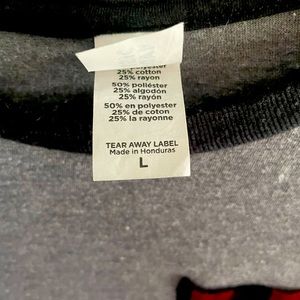 polyester
25% cotton
25% rayon
50% poliéster
25% algodón
25% rayón
50% en polyester
25% de coton
25% la rayonne
TEAR AWAY LABEL
Made in Honduras
L